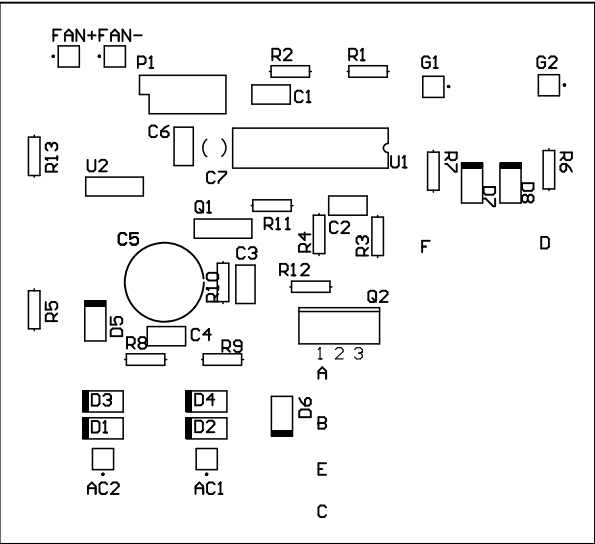 FAN+FAN-
P1
R2
R1
G1
G2
C1
C6
U1
R13
U2
C7
R7
D7
D8
R6
Q1
R11
C2
R4
R3
C5
C3
F
D
R10
R12
Q2
R5
D5
C4
R8
R9
1 2 3
A
D3
D4
D6
D1
D2
B
E
AC2
AC1
C